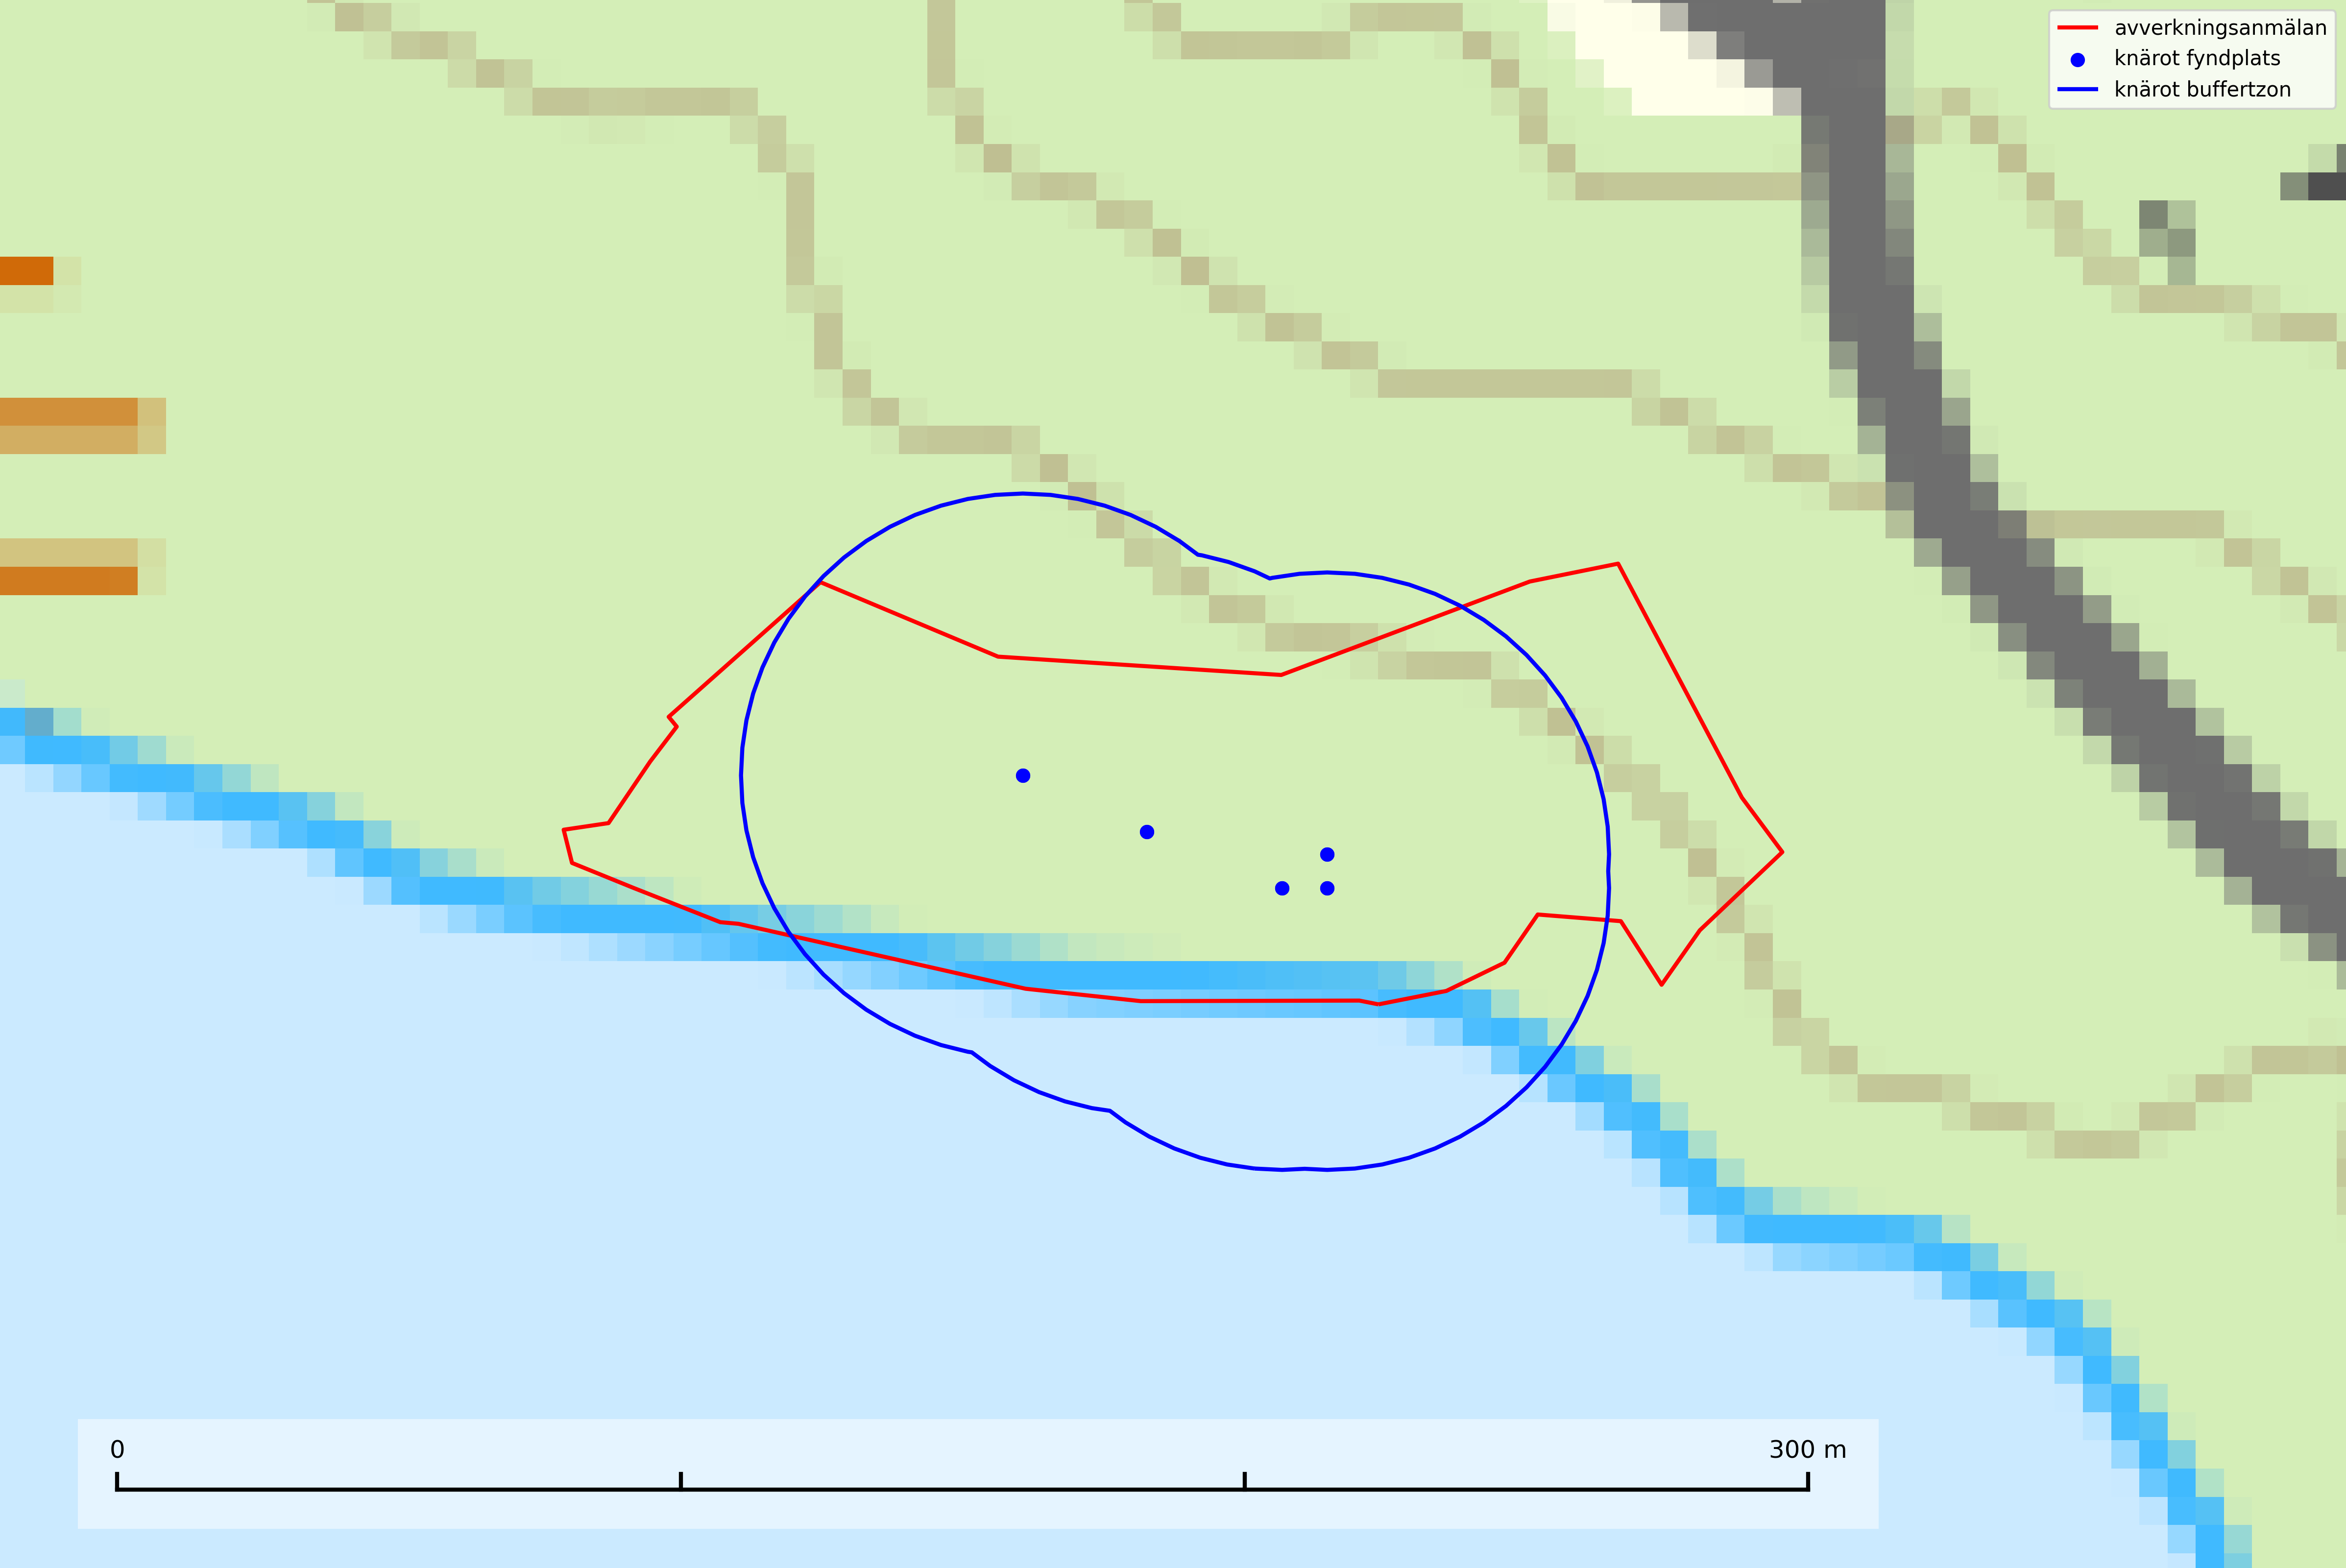 avverkningsanmälan
knärot fyndplats
knärot buffertzon
0
300 m